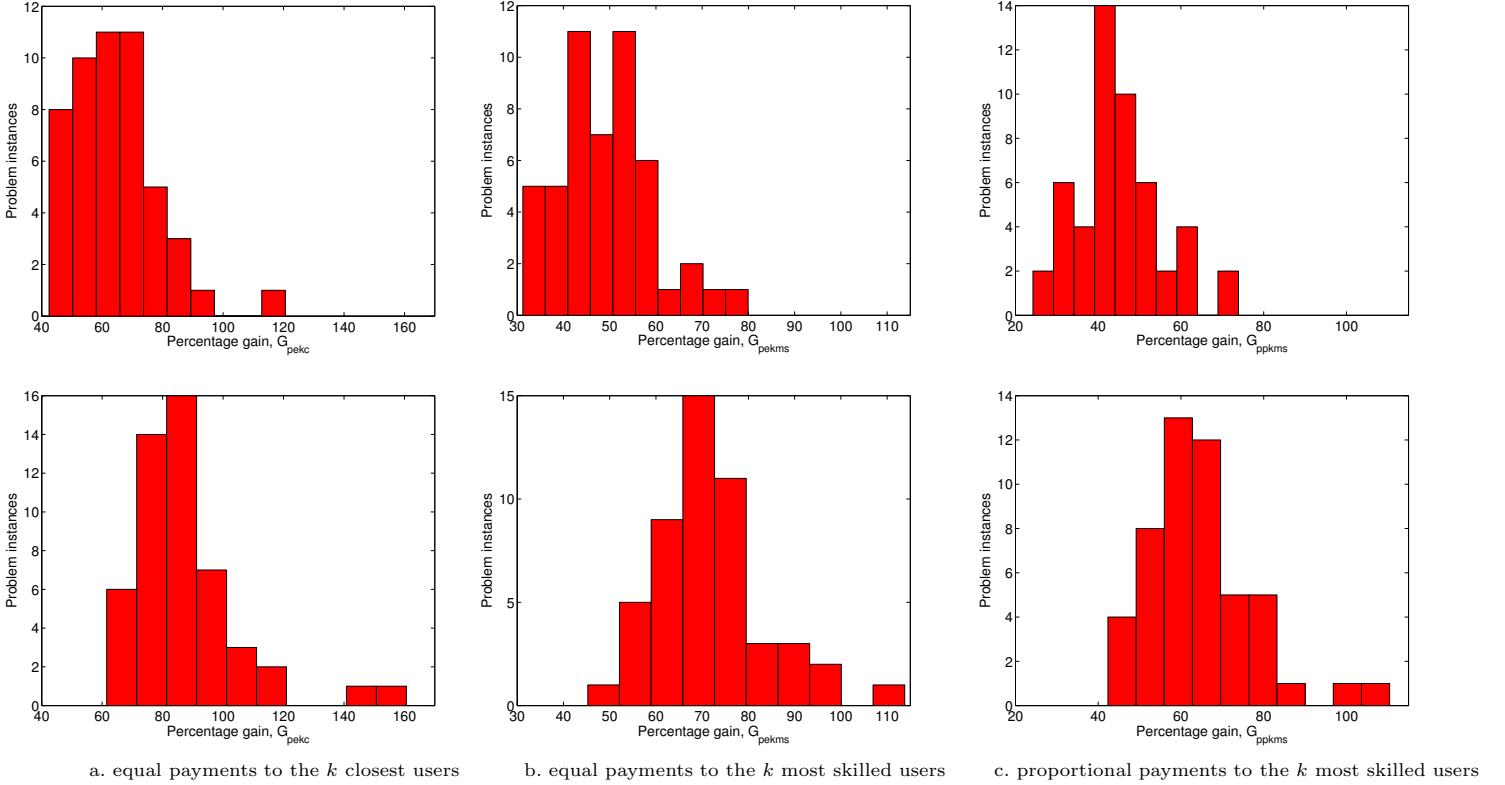 12
10
8
6
4
2
0
Problem instances
40 60 80 100 120 140 160
Percentage gain, G_pekc
12
10
8
6
4
2
0
Problem instances
30 40 50 60 70 80 90 100 110
Percentage gain, G_pekms
14
12
10
8
6
4
2
0
Problem instances
20 40 60 80 100
Percentage gain, G_ppkms
16
14
12
10
8
6
4
2
0
Problem instances
40 60 80 100 120 140 160
Percentage gain, G_pekc
15
10
5
0
Problem instances
30 40 50 60 70 80 90 100 110
Percentage gain, G_pekms
14
12
10
8
6
4
2
0
Problem instances
20 40 60 80 100
Percentage gain, G_ppkms
a. equal payments to the k closest users
b. equal payments to the k most skilled users
c. proportional payments to the k most skilled users